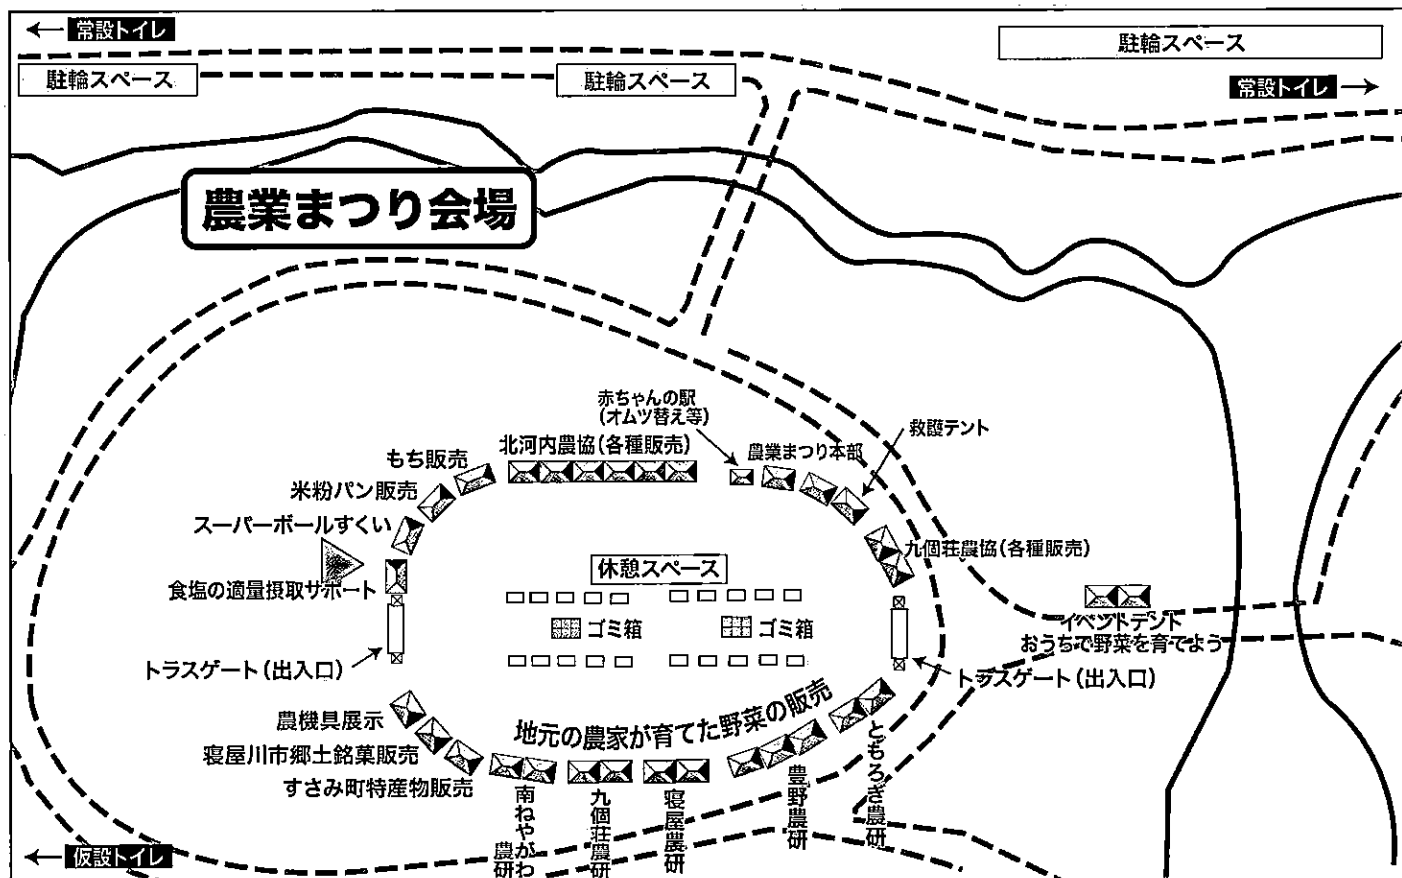 ←常設トイレ
駐輪スペース
駐輪スペース
駐輪スペース
常設トイレ→
農業まつり会場
赤ちゃんの駅
(オムツ替え等)
救護テント
農業まつり本部
北河内農協(各種販売)
もち販売
米粉パン販売
スーパーボールすくい
九個荘農協(各種販売)
休憩スペース
食塩の適量摂取サポート
ゴミ箱
ゴミ箱
イベントテント
おうちで野菜を育てよう
トラスゲート(出入口)
トラスゲート(出入口)
地元の農家が育てた野菜の販売
農機具展示
寝屋川市郷土銘菓販売
すさみ町特産物販売
南ねやがわ
農研
九個荘農研
寝屋農研
豊野農研
ともろぎ農研
←仮設トイレ